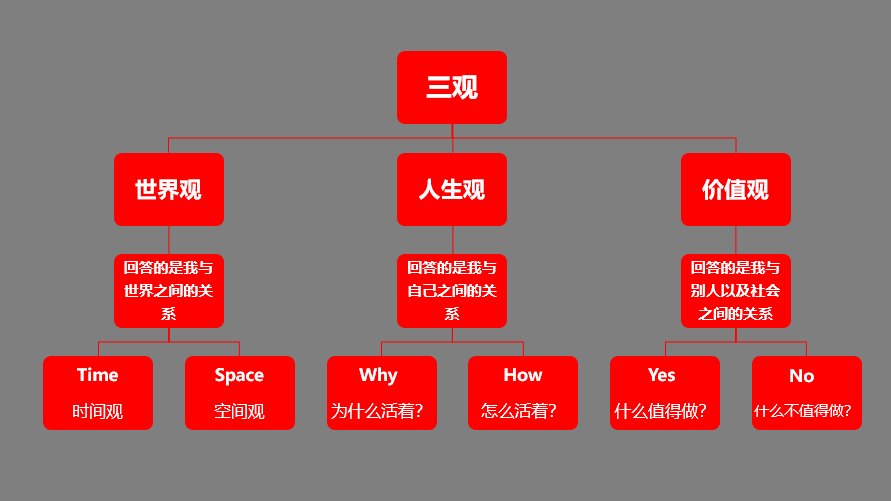 三观
世界观
人生观
价值观
回答的是我与
世界之间的关
系
回答的是我与
自己之间的关
系
回答的是我与
别人以及社会
之间的关系
Time
时间观
Space
空间观
Why
为什么活着?
How
怎么活着?
Yes
什么值得做?
No
什么不值得做?